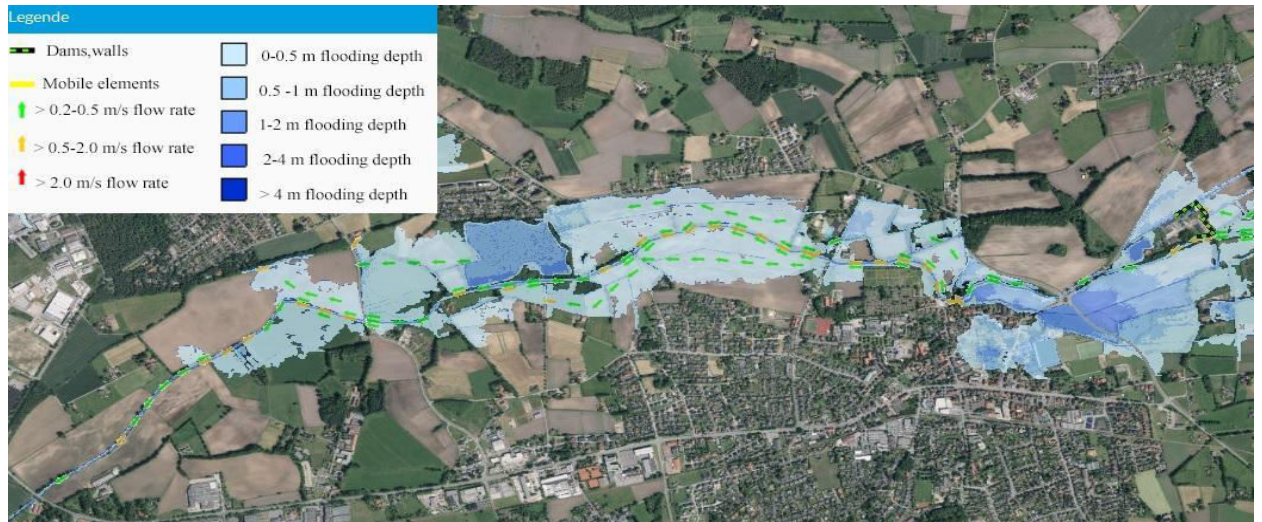 Legende
Dams,walls
Mobile elements
> 0.2-0.5 m/s flow rate
> 0.5-2.0 m/s flow rate
> 2.0 m/s flow rate
0-0.5 m flooding depth
0.5 -1 m flooding depth
1-2 m flooding depth
2-4 m flooding depth
> 4 m flooding depth